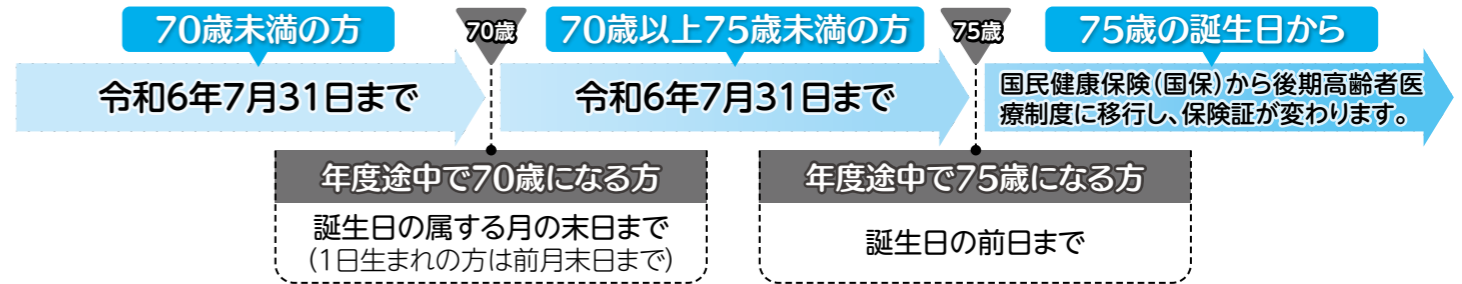 70歳未満の方
70歳
70歳以上75歳未満の方
75歳
75歳の誕生日から
令和6年7月31日まで
令和6年7月31日まで
国民健康保険(国保)から後期高齢者医
療制度に移行し、保険証が変わります。
年度途中で70歳になる方
誕生日の属する月の末日まで
(1日生まれの方は前月末日まで)
年度途中で75歳になる方
誕生日の前日まで